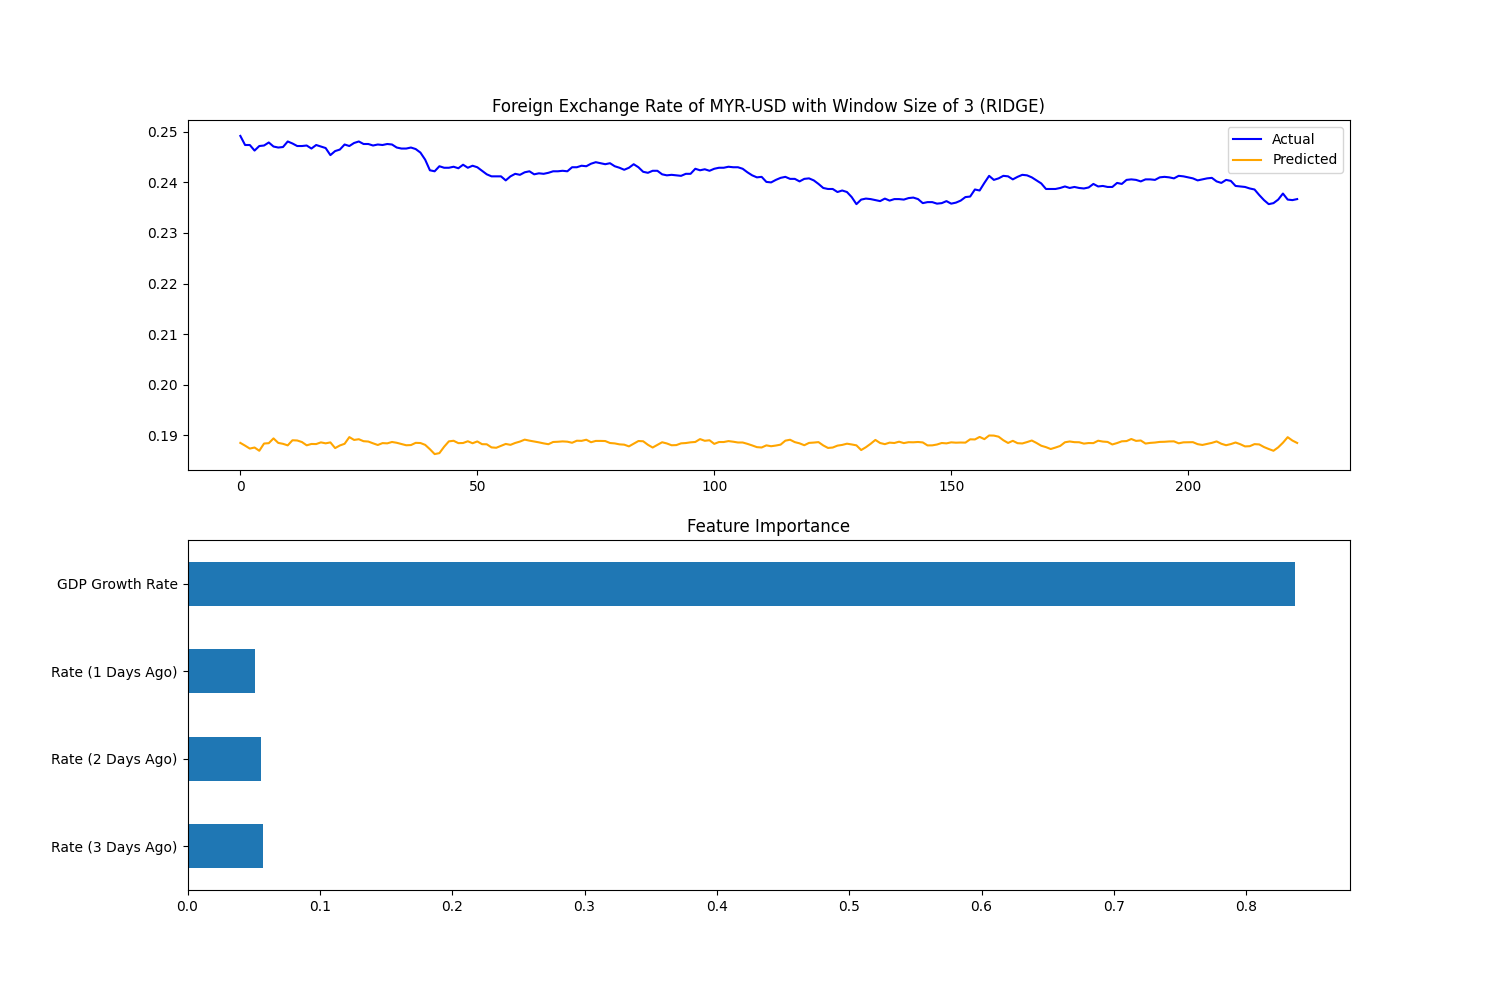 Foreign Exchange Rate of MYR-USD with Window Size of 3 (RIDGE)
0.25
0.24
0.23
0.22
0.21
0.20
0.19
Actual
Predicted
0 50 100 150 200
Feature Importance
GDP Growth Rate
Rate (1 Days Ago)
Rate (2 Days Ago)
Rate (3 Days Ago)
0.0 0.1 0.2 0.3 0.4 0.5 0.6 0.7 0.8